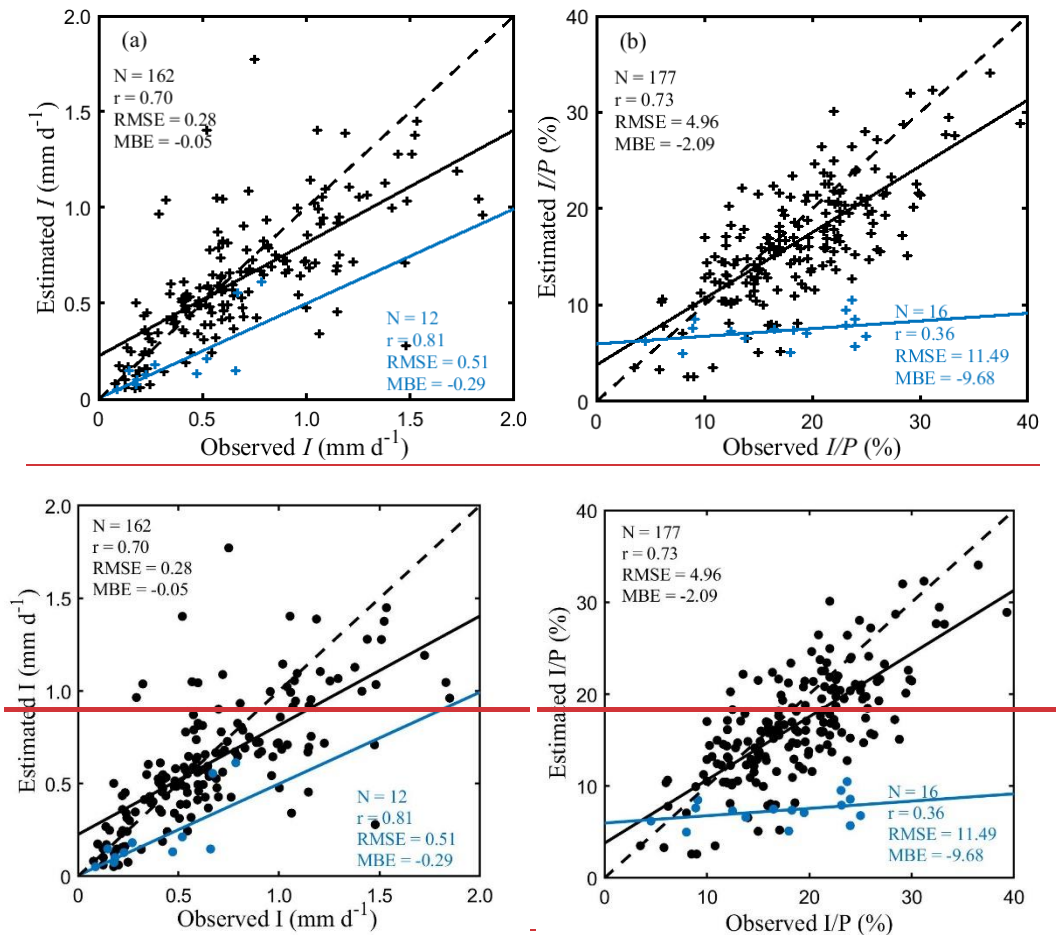 (a)
N = 162
r = 0.70
RMSE = 0.28
MBE = -0.05
N = 12
r = 0.81
RMSE = 0.51
MBE = -0.29
2.0
1.5
1.0
0.5
0
0 0.5 1.0 1.5 2.0
Estimated I (mm d-1)
Observed I (mm d-1)
(b)
N = 177
r = 0.73
RMSE = 4.96
MBE = -2.09
N = 16
r = 0.36
RMSE = 11.49
MBE = -9.68
40
30
20
10
0
0 10 20 30 40
Estimated I/P (%)
Observed I/P (%)
N = 162
r = 0.70
RMSE = 0.28
MBE = -0.05
N = 12
r = 0.81
RMSE = 0.51
MBE = -0.29
2.0
1.5
1.0
0.5
0
0 0.5 1.0 1.5 2.0
Estimated I (mm d-1)
Observed I (mm d-1)
N = 177
r = 0.73
RMSE = 4.96
MBE = -2.09
N = 16
r = 0.36
RMSE = 11.49
MBE = -9.68
40
30
20
10
0
0 10 20 30 40
Estimated I/P (%)
Observed I/P (%)